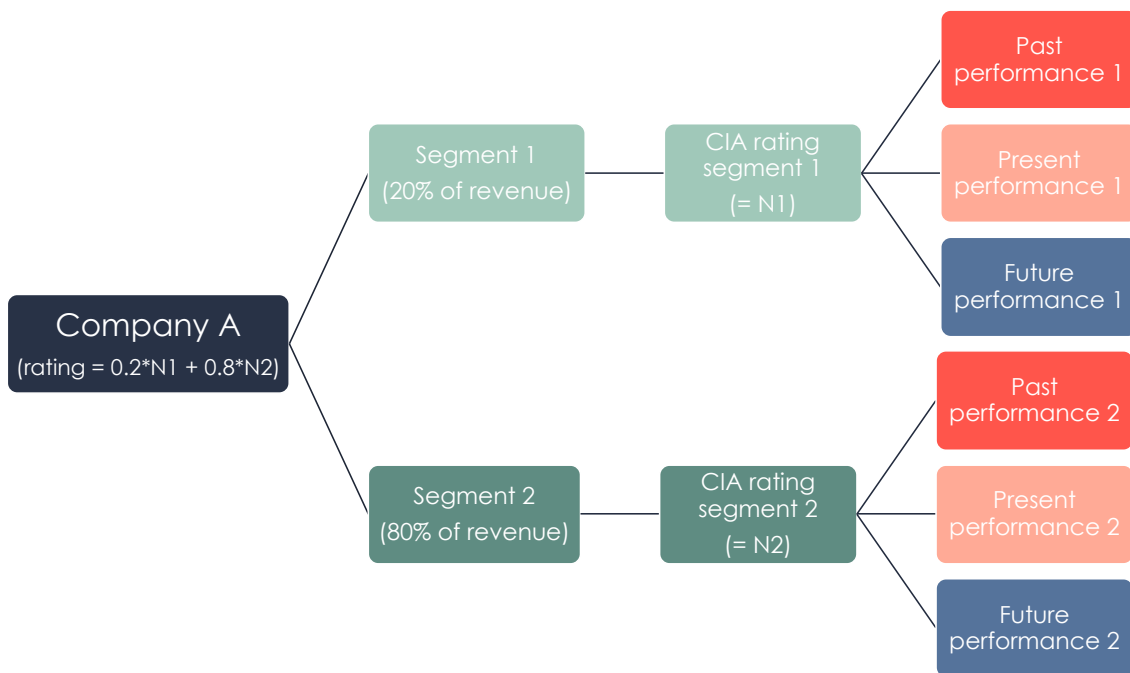 Company A
(rating = 0.2*N1 + 0.8*N2)
Segment 1
(20% of revenue)
CIA rating
segment 1
(= N1)
Past
performance 1
Present
performance 1
Future
performance 1
Segment 2
(80% of revenue)
CIA rating
segment 2
(= N2)
Past
performance 2
Present
performance 2
Future
performance 2